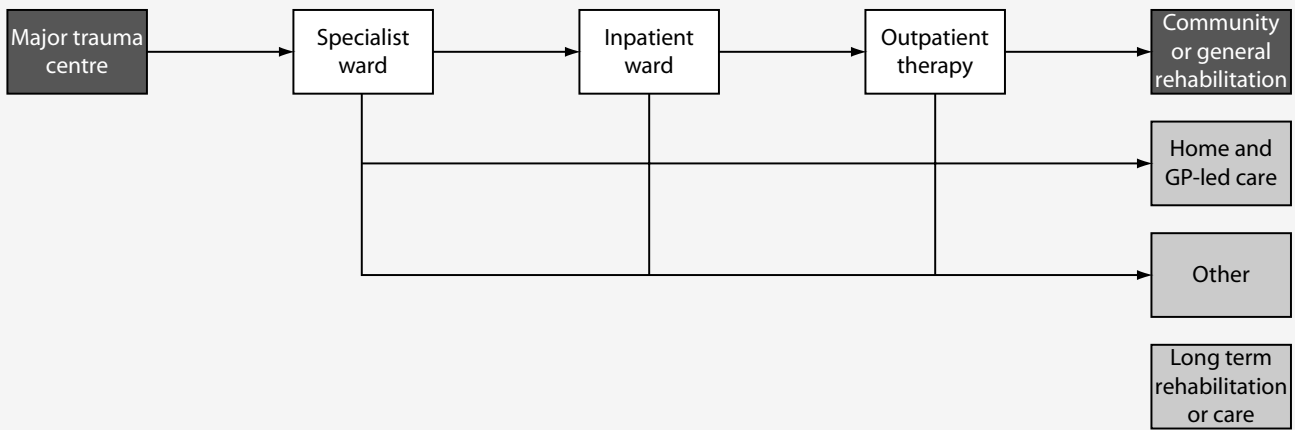 Major trauma
centre
Specialist
ward
Inpatient
ward
Outpatient
therapy
Community
or general
rehabilitation
Home and
GP-led care
Other
Long term
rehabilitation
or care